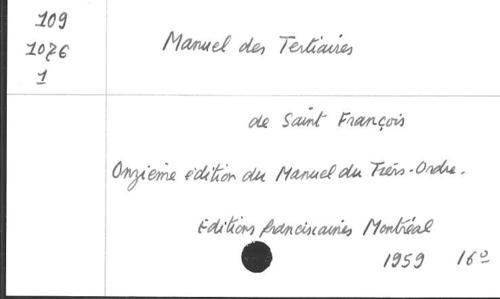 109
1076
1
Manuel des Tertiaires
de Saint François
Onzième édition du Manuel du Tiers-Ordre.
Editions franciscaines Montréal
1959 16º